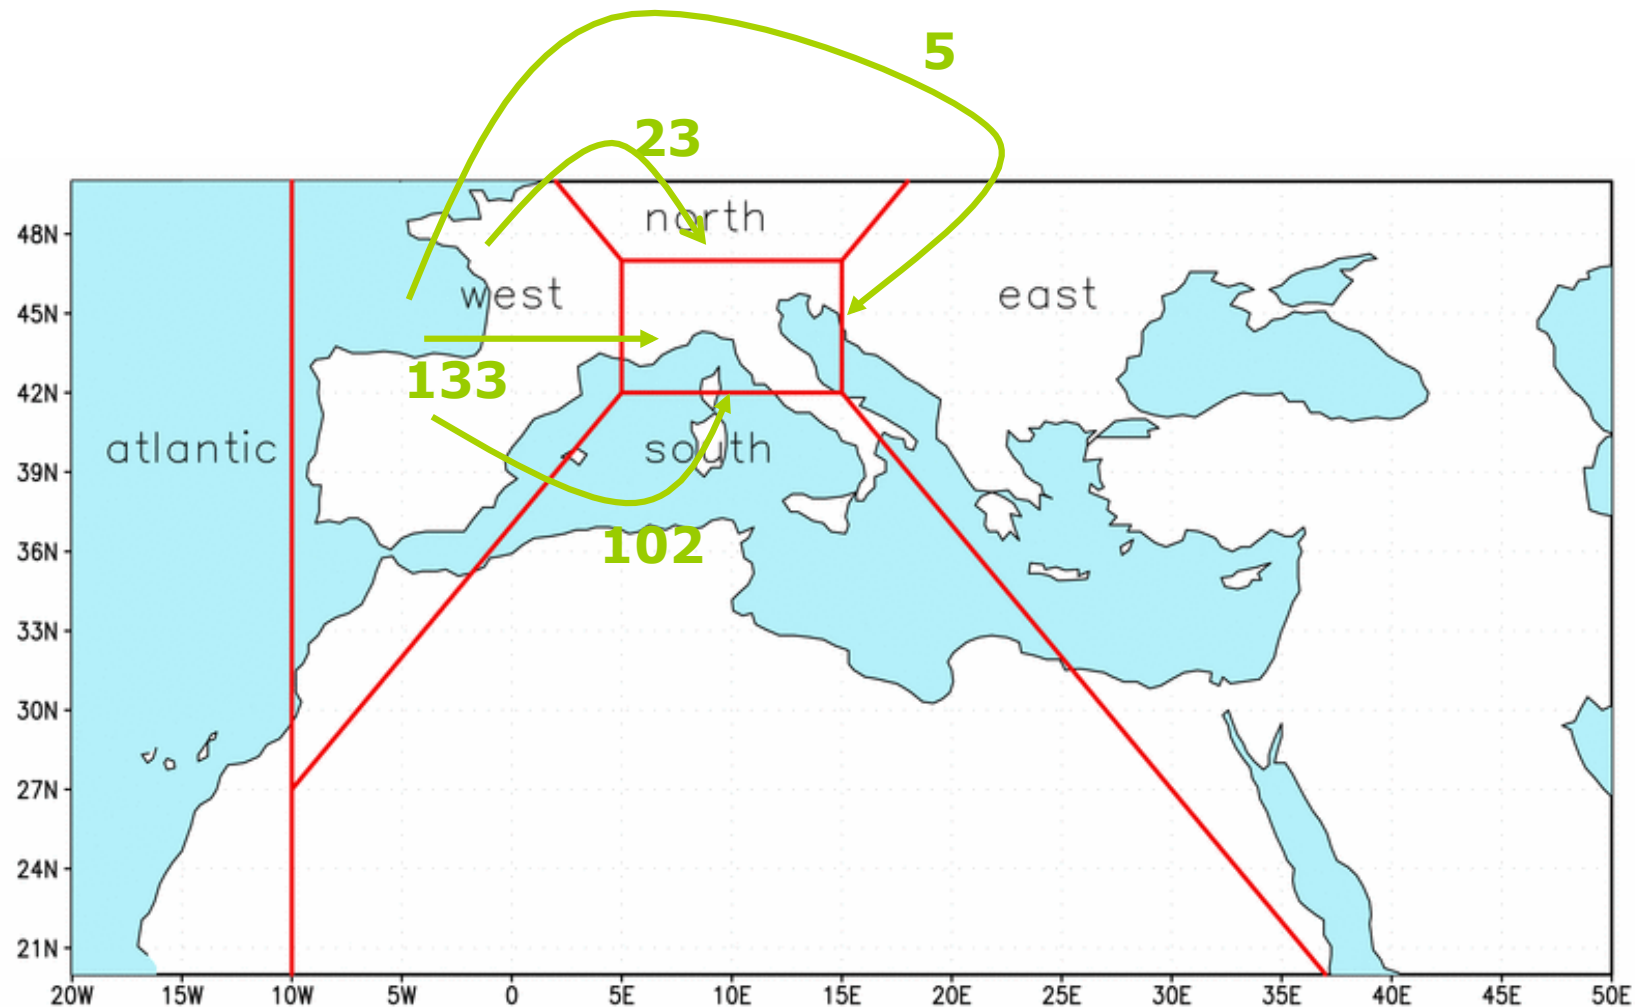 5
23
north
48N
west
east
45N
133
42N
atlantic
south
39N
102
36N
33N
30N
27N
24N
21N
20W 15W 10W 5W 0 5E 10E 15E 20E 25E 30E 35E 40E 45E 50E